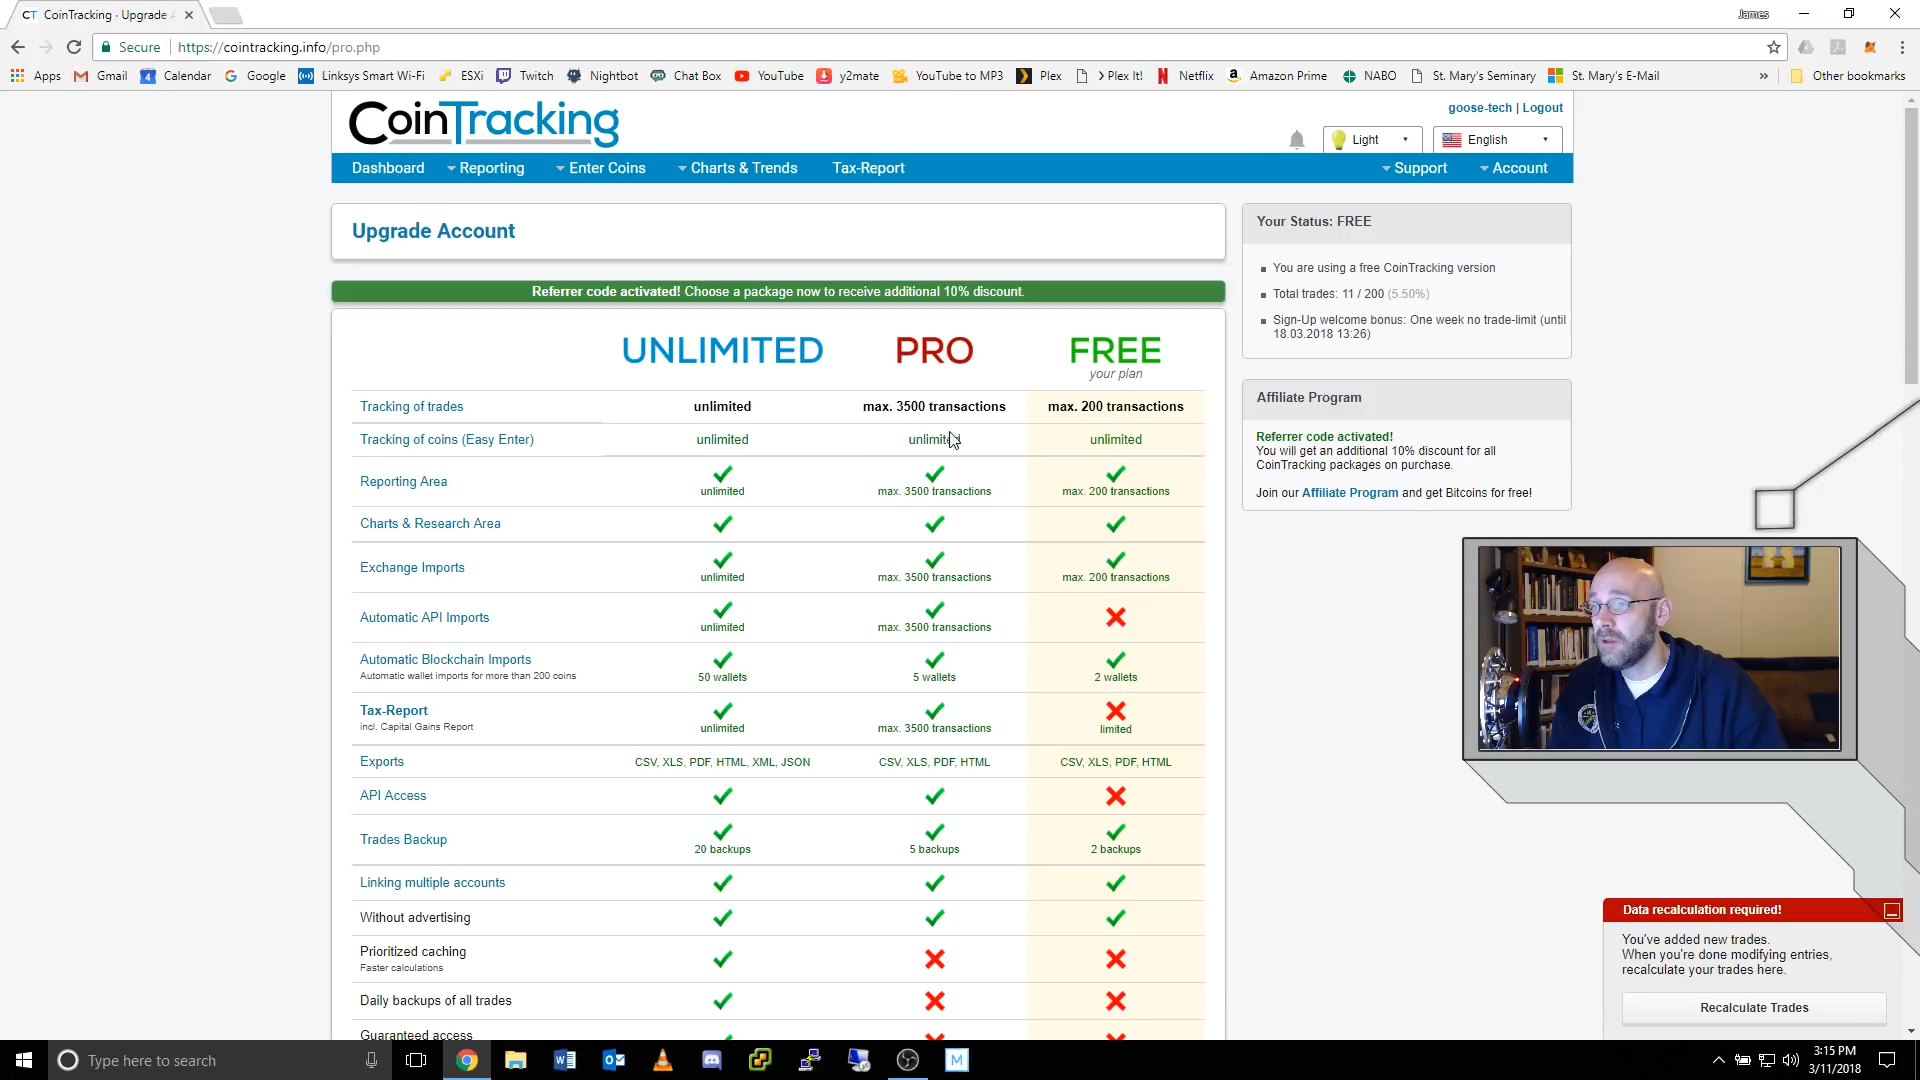 CT CoinTracking · Upgrade
James
Secure | https://cointracking.info/pro.php
Apps Gmail Calendar Google Linksys Smart Wi-Fi ESXi Twitch Nightbot Chat Box YouTube y2mate YouTube to MP3 Plex > Plex It! Netflix Amazon Prime NABO St. Mary's Seminary St. Mary's E-Mail » Other bookmarks
CoinTracking
goose-tech | Logout
Light English
Dashboard Reporting Enter Coins Charts & Trends Tax-Report Support Account
Upgrade Account
Referrer code activated! Choose a package now to receive additional 10% discount.
UNLIMITED PRO FREE
your plan
Tracking of trades unlimited max. 3500 transactions max. 200 transactions
Tracking of coins (Easy Enter) unlimited unlimited unlimited
Reporting Area unlimited max. 3500 transactions max. 200 transactions
Charts & Research Area
Exchange Imports unlimited max. 3500 transactions max. 200 transactions
Automatic API Imports unlimited max. 3500 transactions
Automatic Blockchain Imports
Automatic wallet imports for more than 200 coins 50 wallets 5 wallets 2 wallets
Tax-Report
incl. Capital Gains Report unlimited max. 3500 transactions limited
Exports CSV, XLS, PDF, HTML, XML, JSON CSV, XLS, PDF, HTML CSV, XLS, PDF, HTML
API Access
Trades Backup 20 backups 5 backups 2 backups
Linking multiple accounts
Without advertising
Prioritized caching
Faster calculations
Daily backups of all trades
Guaranteed access
Your Status: FREE
You are using a free CoinTracking version
Total trades: 11 / 200 (5.50%)
Sign-Up welcome bonus: One week no trade-limit (until
18.03.2018 13:26)
Affiliate Program
Referrer code activated!
You will get an additional 10% discount for all
CoinTracking packages on purchase.
Join our Affiliate Program and get Bitcoins for free!
Data recalculation required!
You've added new trades.
When you're done modifying entries,
recalculate your trades here.
Recalculate Trades
Type here to search
3:15 PM
3/11/2018